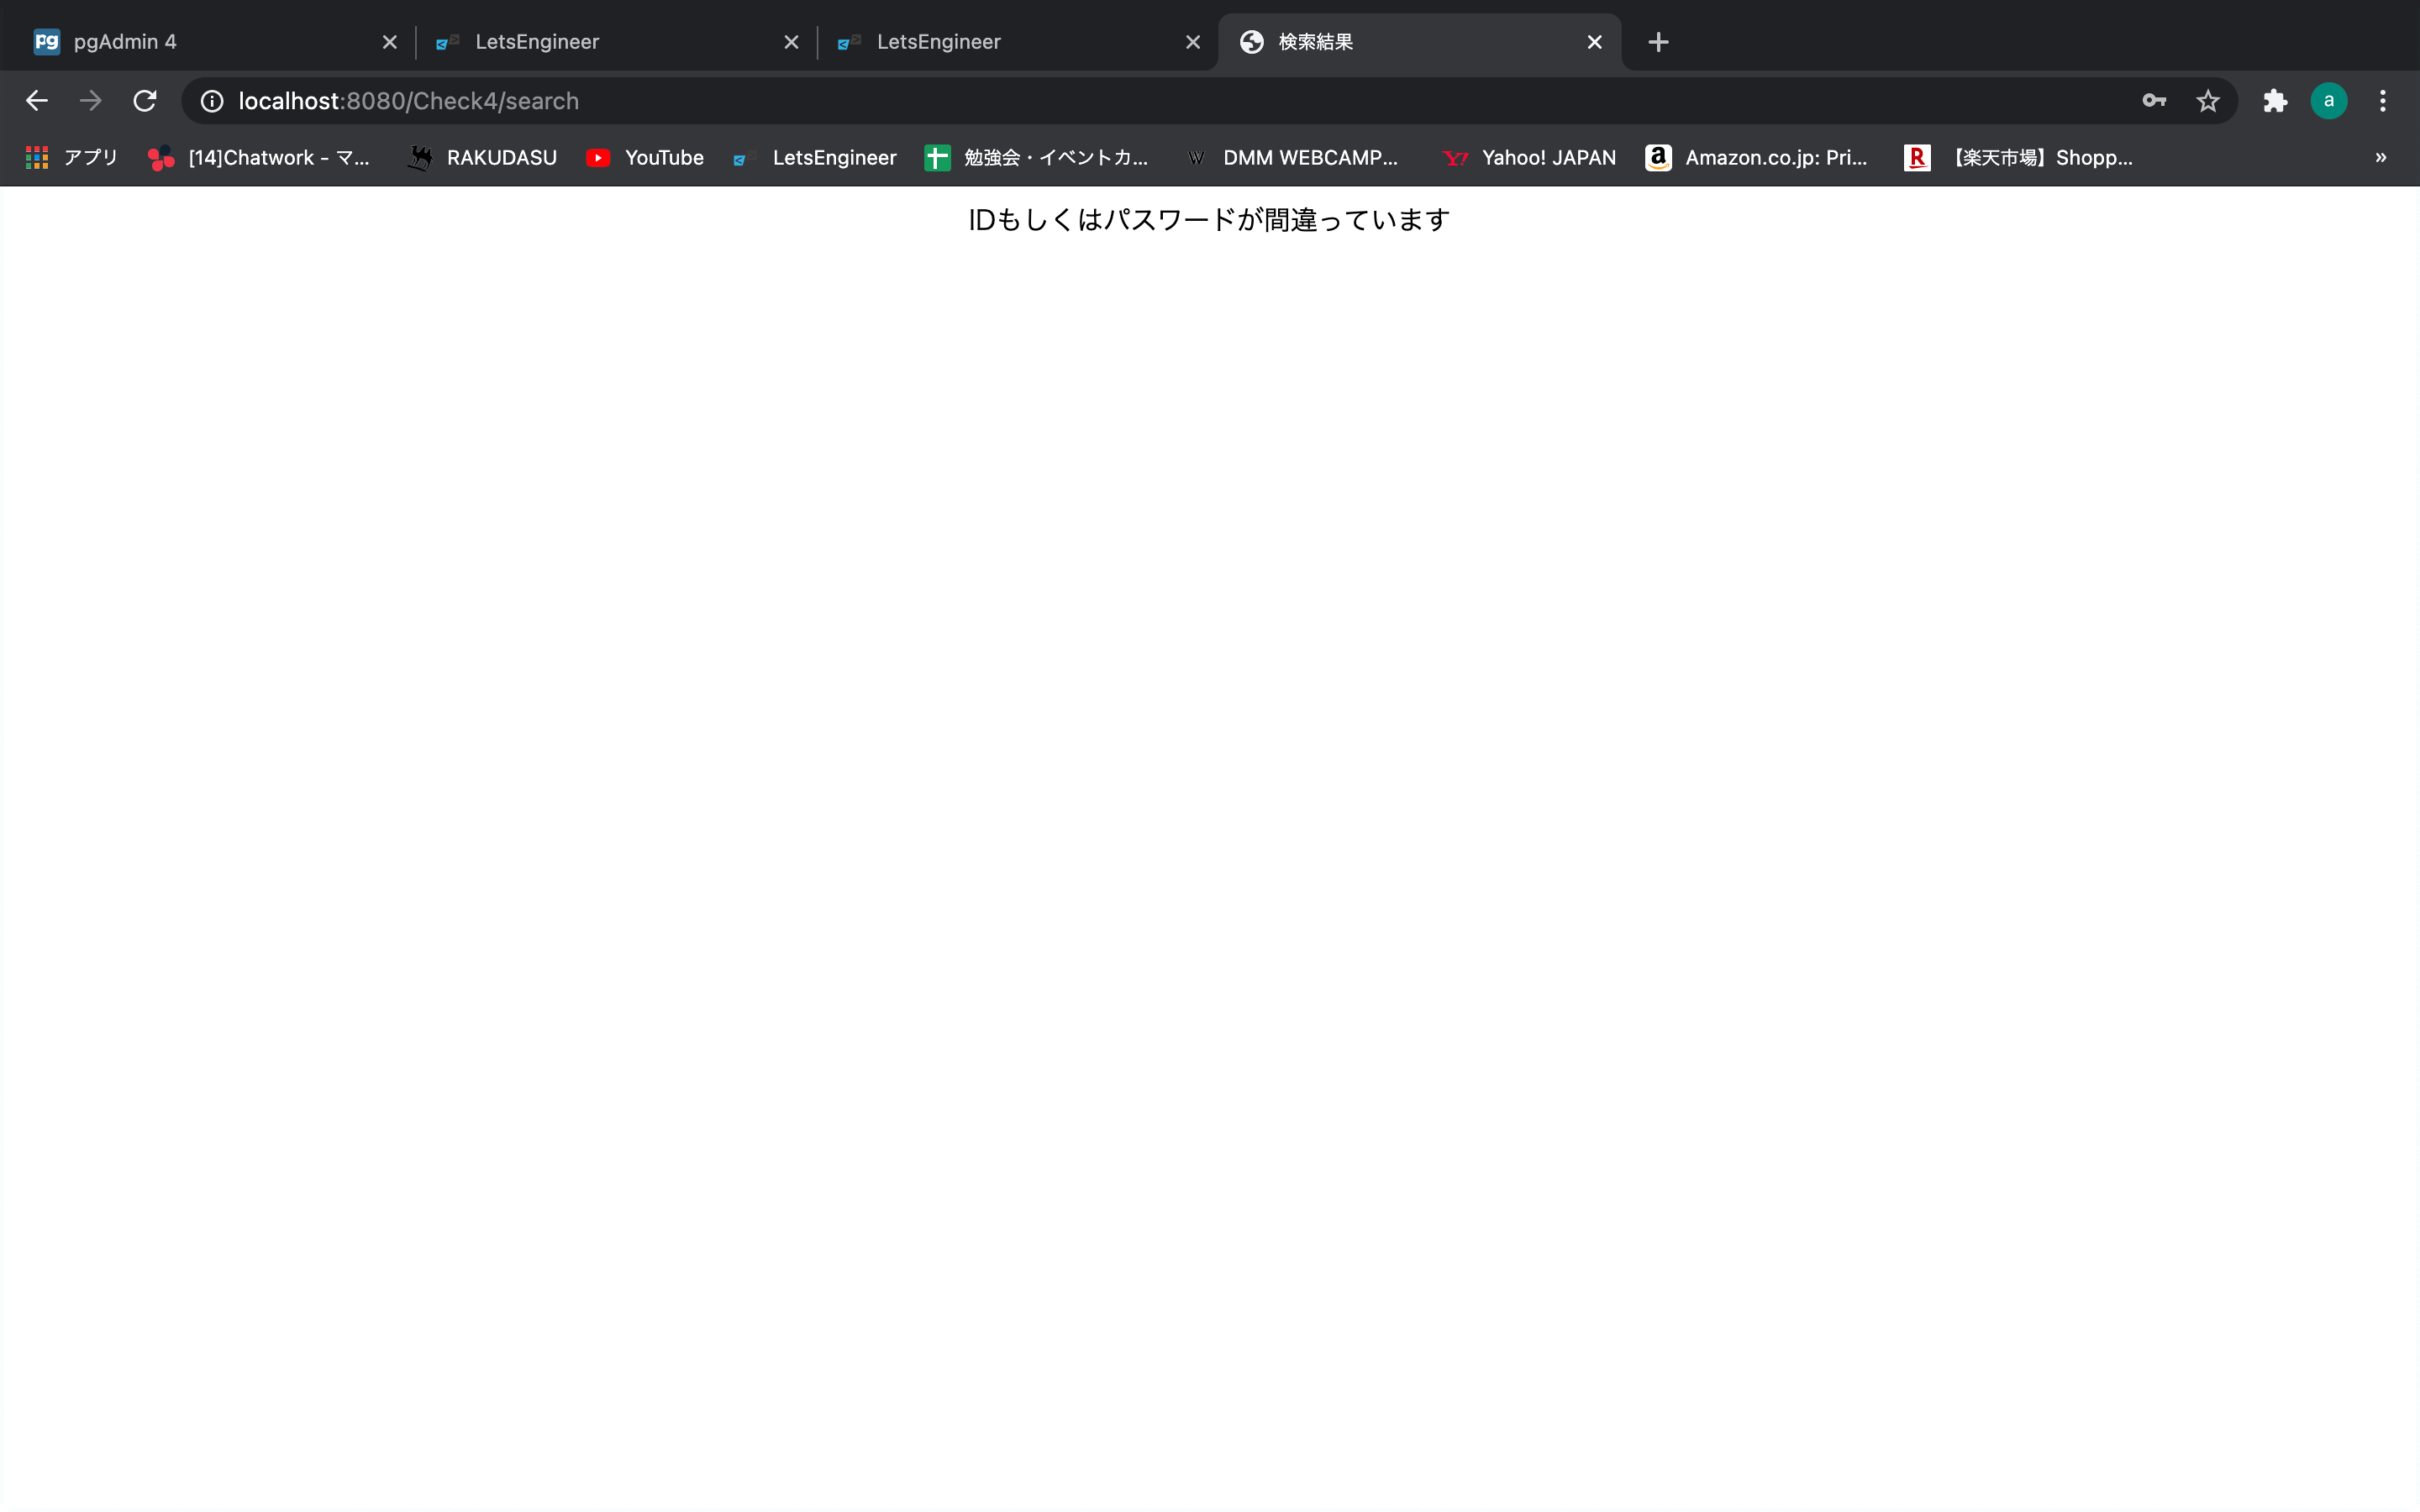 pgAdmin 4
LetsEngineer
LetsEngineer
検索結果
localhost:8080/Check4/search
a
アプリ
[14]Chatwork - マ...
RAKUDASU
YouTube
LetsEngineer
勉強会・イベントカ...
W
DMM WEBCAMP...
Y!
Yahoo! JAPAN
a
Amazon.co.jp: Pri...
R
【楽天市場】Shopp...
»
IDもしくはパスワードが間違っています